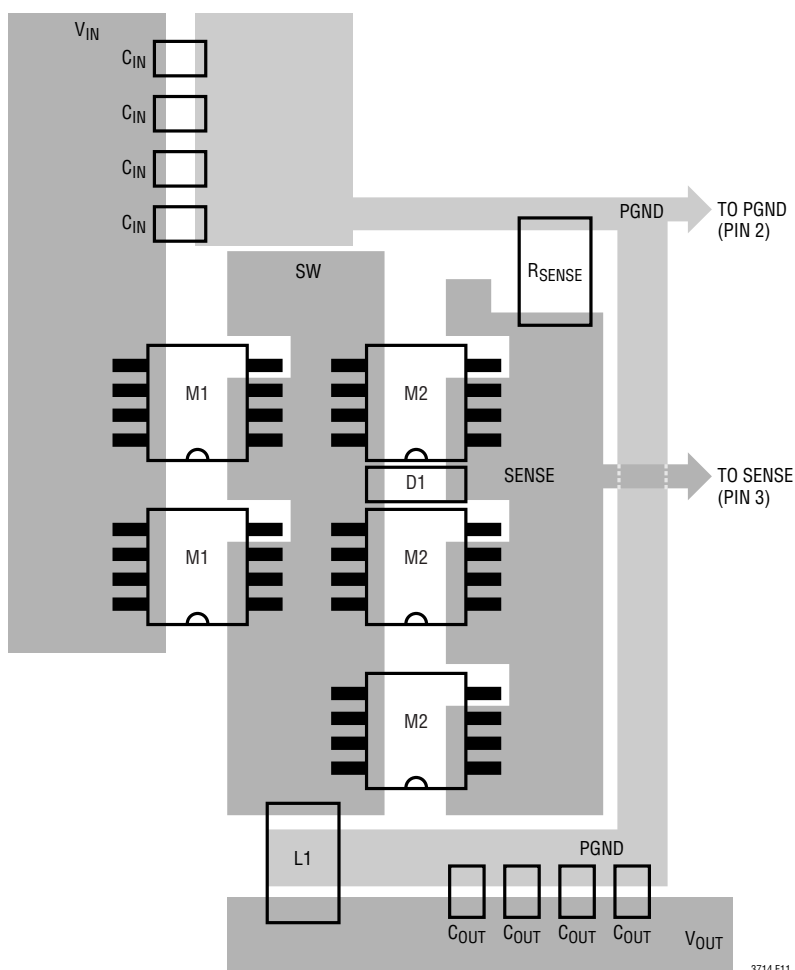 VIN
CIN
CIN
CIN
CIN
PGND
TO PGND
(PIN 2)
SW
RSENSE
M1
M2
D1
SENSE
TO SENSE
(PIN 3)
M1
M2
M2
L1
PGND
COUT
COUT
COUT
COUT
VOUT
3714 F11